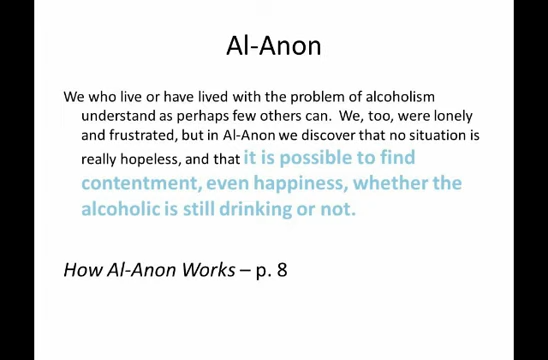 Al-Anon
We who live or have lived with the problem of alcoholism
understand as perhaps few others can. We, too, were lonely
and frustrated, but in Al-Anon we discover that no situation is
really hopeless, and that it is possible to find
contentment, even happiness, whether the
alcoholic is still drinking or not.
How Al-Anon Works – p. 8